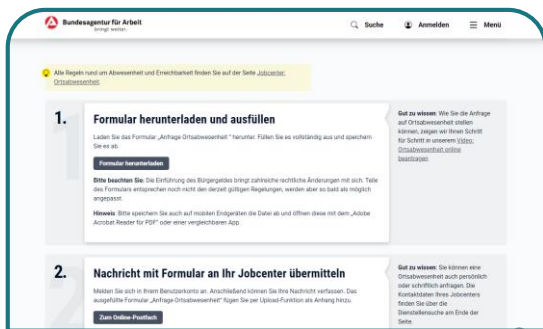 Bundesagentur für Arbeit
bringt weiter.
Suche
Anmelden
Menü
Alle Regeln rund um Abwesenheit und Erreichbarkeit finden Sie auf der Seite Jobcenter:
Ortsabwesenheit.
1.
Formular herunterladen und ausfüllen
Laden Sie das Formular „Anfrage Ortsabwesenheit" herunter. Füllen Sie es vollständig aus und speichern
Sie es ab.
Formular herunterladen
Bitte beachten Sie: Die Einführung des Bürgergeldes bringt zahlreiche rechtliche Änderungen mit sich. Teile
des Formulars entsprechen noch nicht den derzeit gültigen Regelungen, werden aber so bald als möglich
angepasst.
Hinweis: Bitte speichern Sie auch auf mobilen Endgeräten die Datei ab und öffnen diese mit dem „Adobe
Acrobat Reader für PDF" oder einer vergleichbaren App.
Gut zu wissen: Wie Sie die Anfrage
auf Ortsabwesenheit stellen
können, zeigen wir Ihnen Schritt
für Schritt in unserem Video:
Ortsabwesenheit online
beantragen.
2.
Nachricht mit Formular an Ihr Jobcenter übermitteln
Melden Sie sich in Ihrem Benutzerkonto an. Anschließend können Sie Ihre Nachricht verfassen. Das
ausgefüllte Formular „Anfrage Ortsabwesenheit" fügen Sie per Upload-Funktion als Anhang hinzu.
Zum Online-Postfach
Gut zu wissen: Sie können eine
Ortsabwesenheit auch persönlich
oder schriftlich anfragen. Die
Kontaktdaten Ihres Jobcenters
finden Sie über die
Dienststellensuche am Ende der
Seite.